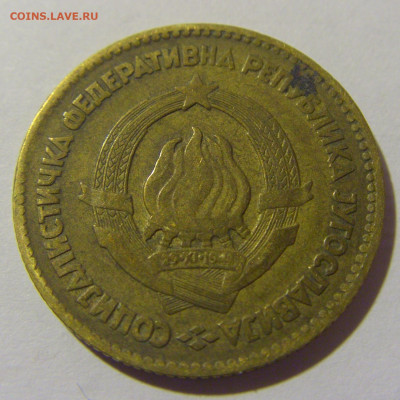 COINS.LAVE.RU
СОЦИЈАЛИСТИЧКА ФЕДЕРАТИВНА РЕПУБЛИКА ЈУГОСЛАВИЈА